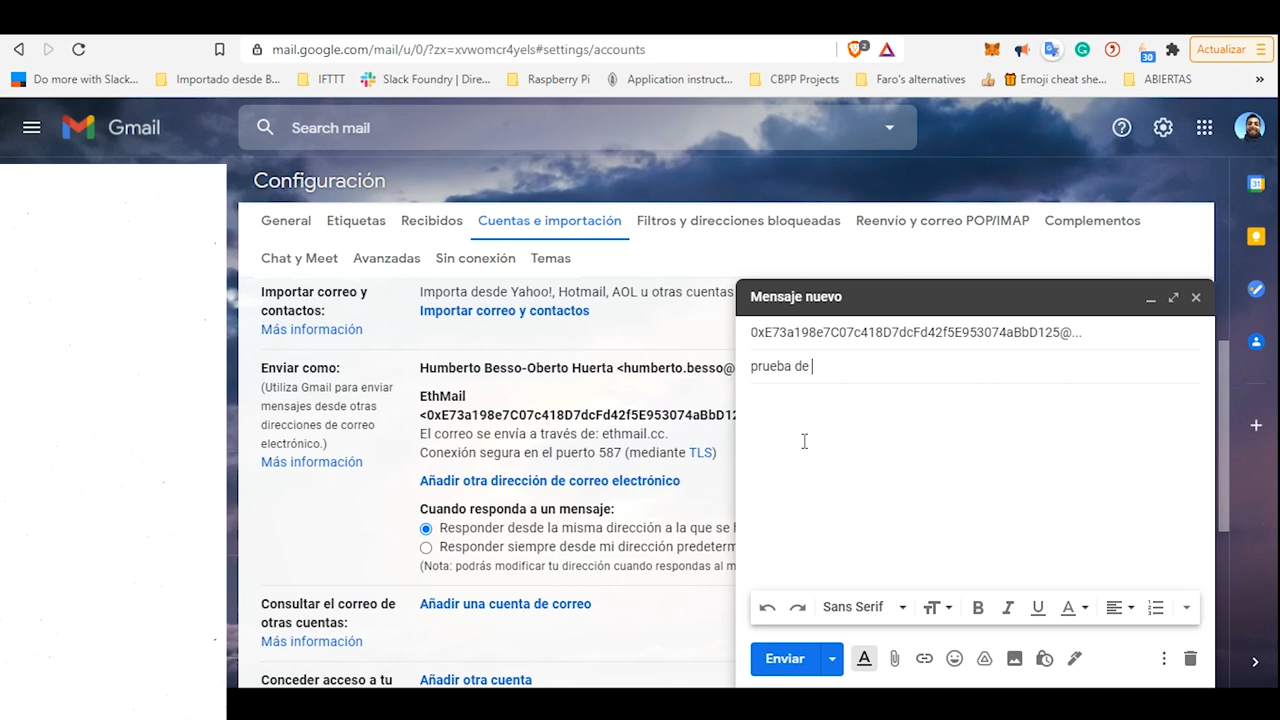 mail.google.com/mail/u/0/?zx=xvwomcr4yels#settings/accounts
2
30
Actualizar
Do more with Slack...
Importado desde B...
IFTTT
Slack Foundry | Dire...
Raspberry Pi
Application instruct...
CBPP Projects
Faro's alternatives
Emoji cheat she...
ABIERTAS
»
Gmail
Search mail
31
Configuración
General
Etiquetas
Recibidos
Cuentas e importación
Filtros y direcciones bloqueadas
Reenvío y correo POP/IMAP
Complementos
Chat y Meet
Avanzadas
Sin conexión
Temas
Importar correo y
contactos:
Más información
Importa desde Yahoo!, Hotmail, AOL u otras cuentas
Importar correo y contactos
Enviar como:
(Utiliza Gmail para enviar
mensajes desde otras
direcciones de correo
electrónico.)
Más información
Humberto Besso-Oberto Huerta <humberto.besso@
EthMail
<0xE73a198e7C07c418D7dcFd42f5E953074aBbD12
El correo se envía a través de: ethmail.cc.
Conexión segura en el puerto 587 (mediante TLS)
Añadir otra dirección de correo electrónico
Cuando responda a un mensaje:
Responder desde la misma dirección a la que se
Responder siempre desde mi dirección predeterm
(Nota: podrás modificar tu dirección cuando respondas al m
Consultar el correo de
otras cuentas:
Más información
Añadir una cuenta de correo
Conceder acceso a tu
Añadir otra cuenta
Mensaje nuevo
0xE73a198e7C07c418D7dcFd42f5E953074aBbD125@...
prueba de
Sans Serif
Enviar